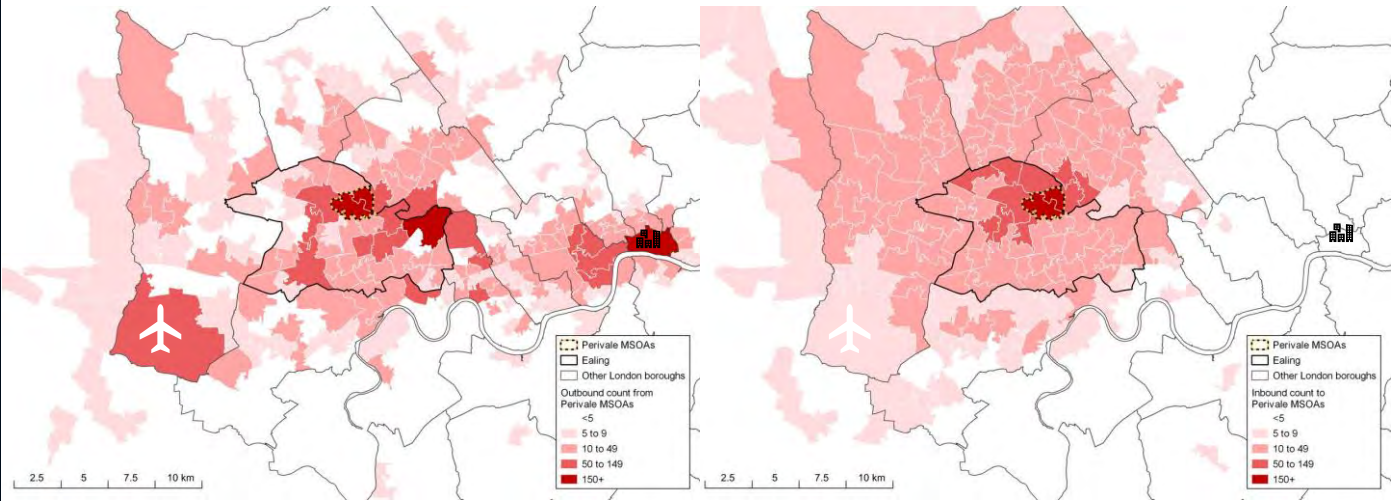 Perivale MSOAs
Ealing
Other London boroughs
Outbound count from
Perivale MSOAs
<5
5 to 9
10 to 49
50 to 149
150+
2.5 5 7.5 10 km
Perivale MSOAs
Ealing
Other London boroughs
Inbound count to
Perivale MSOAs
<5
5 to 9
10 to 49
50 to 149
150+
2.5 5 7.5 10 km